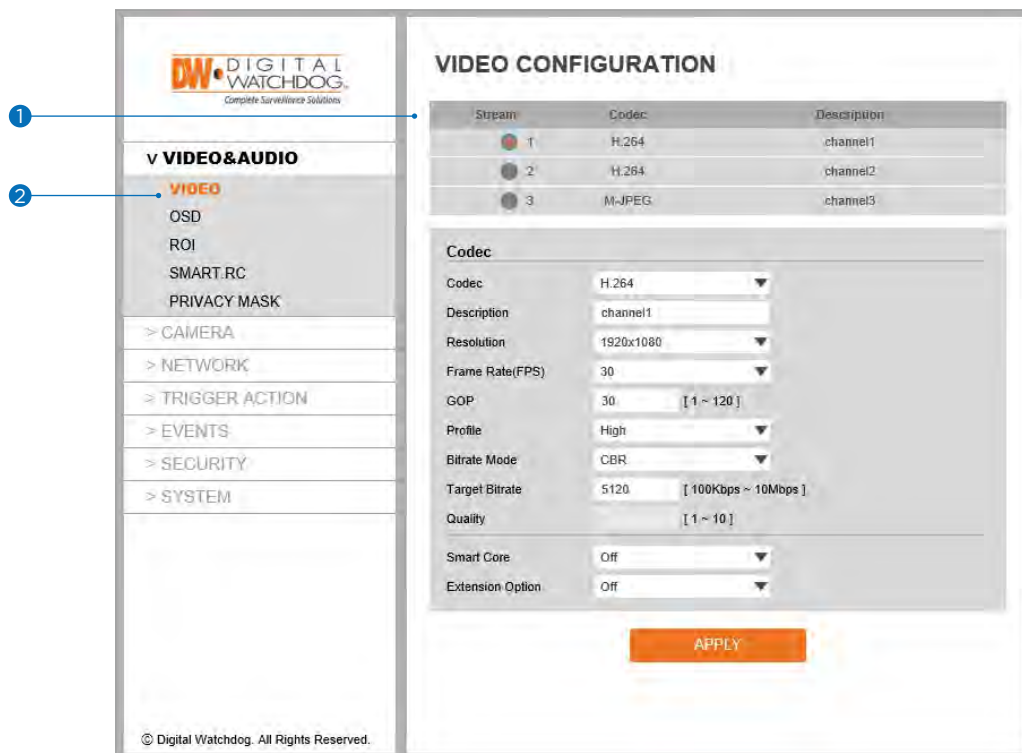 DW DIGITAL
WATCHDOG
Complete Surveillance Solutions
1
2
v VIDEO&AUDIO
VIDEO
OSD
ROI
SMART.RC
PRIVACY MASK
> CAMERA
> NETWORK
> TRIGGER ACTION
> EVENTS
> SECURITY
> SYSTEM
© Digital Watchdog. All Rights Reserved.
VIDEO CONFIGURATION
Stream Codec Description
1 H.264 channel1
2 H.264 channel2
3 M-JPEG channel3
Codec
Codec H.264
Description channel1
Resolution 1920x1080
Frame Rate(FPS) 30
GOP 30 [ 1 ~ 120 ]
Profile High
Bitrate Mode CBR
Target Bitrate 5120 [ 100Kbps ~ 10Mbps ]
Quality [ 1 ~ 10 ]
Smart Core Off
Extension Option Off
APPLY